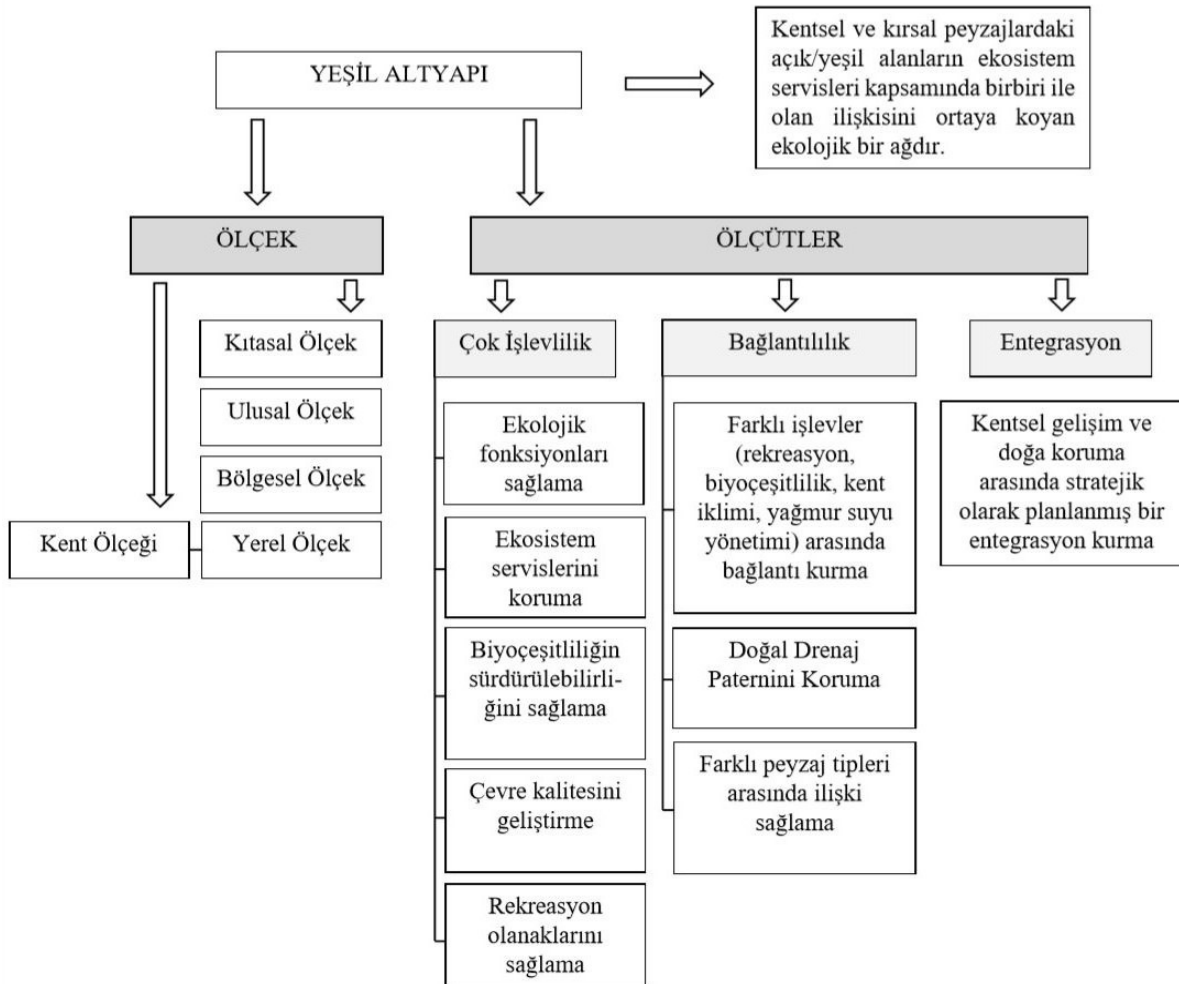 YEŞİL ALTYAPI
Kentsel ve kırsal peyzajlardaki
açık/yeşil alanların ekosistem
servisleri kapsamında birbiri ile
olan ilişkisini ortaya koyan
ekolojik bir ağdır.
ÖLÇEK
Kıtasal Ölçek
Ulusal Ölçek
Bölgesel Ölçek
Kent Ölçeği
Yerel Ölçek
ÖLÇÜTLER
Çok İşlevlilik
Ekolojik
fonksiyonları
sağlama
Ekosistem
servislerini
koruma
Biyoçeşitliliğin
sürdürülebilirli-
ğini sağlama
Çevre kalitesini
geliştirme
Rekreasyon
olanaklarını
sağlama
Bağlantılılık
Farklı işlevler
(rekreasyon,
biyoçeşitlilik, kent
iklimi, yağmur suyu
yönetimi) arasında
bağlantı kurma
Doğal Drenaj
Paternini Koruma
Farklı peyzaj tipleri
arasında ilişki
sağlama
Entegrasyon
Kentsel gelişim ve
doğa koruma
arasında stratejik
olarak planlanmış bir
entegrasyon kurma